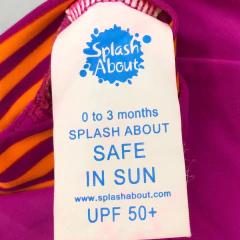 Splash
About
0 to 3 months
SPLASH ABOUT
SAFE
IN SUN
www.splashabout.com
UPF 50+